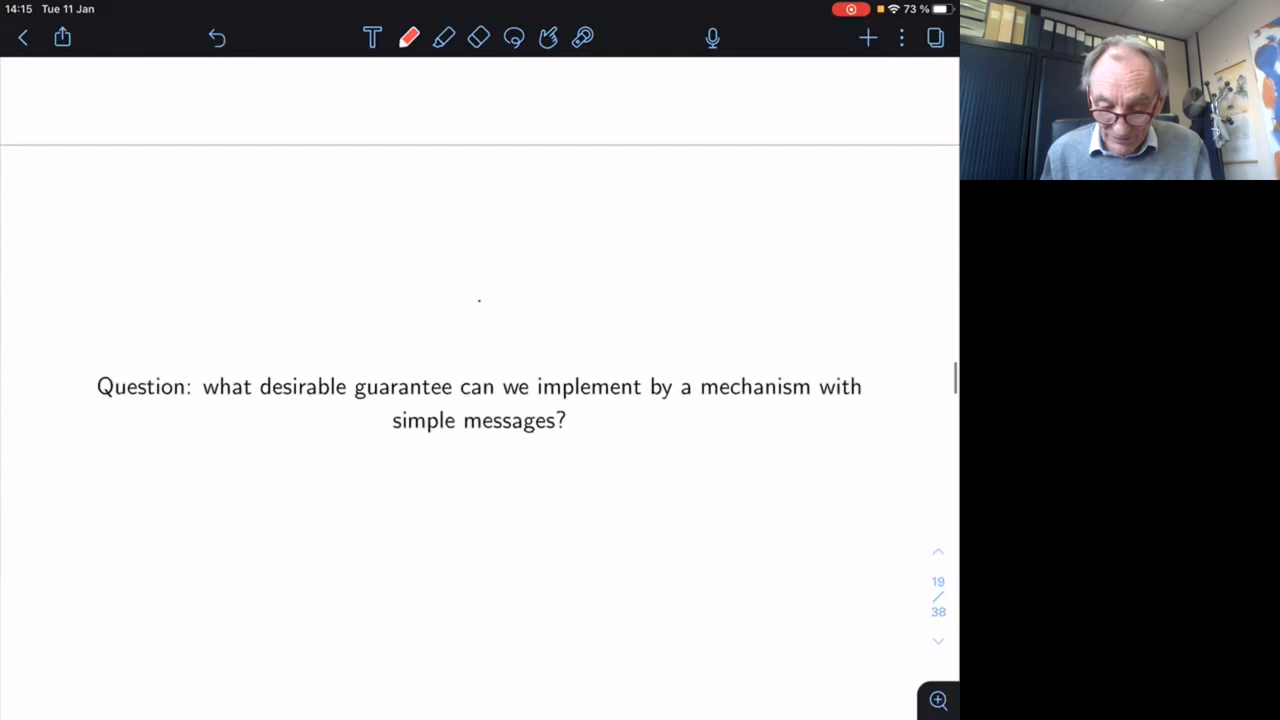 14:15 Tue 11 Jan
73 %
T
.
Question: what desirable guarantee can we implement by a mechanism with
simple messages?
19
/
38